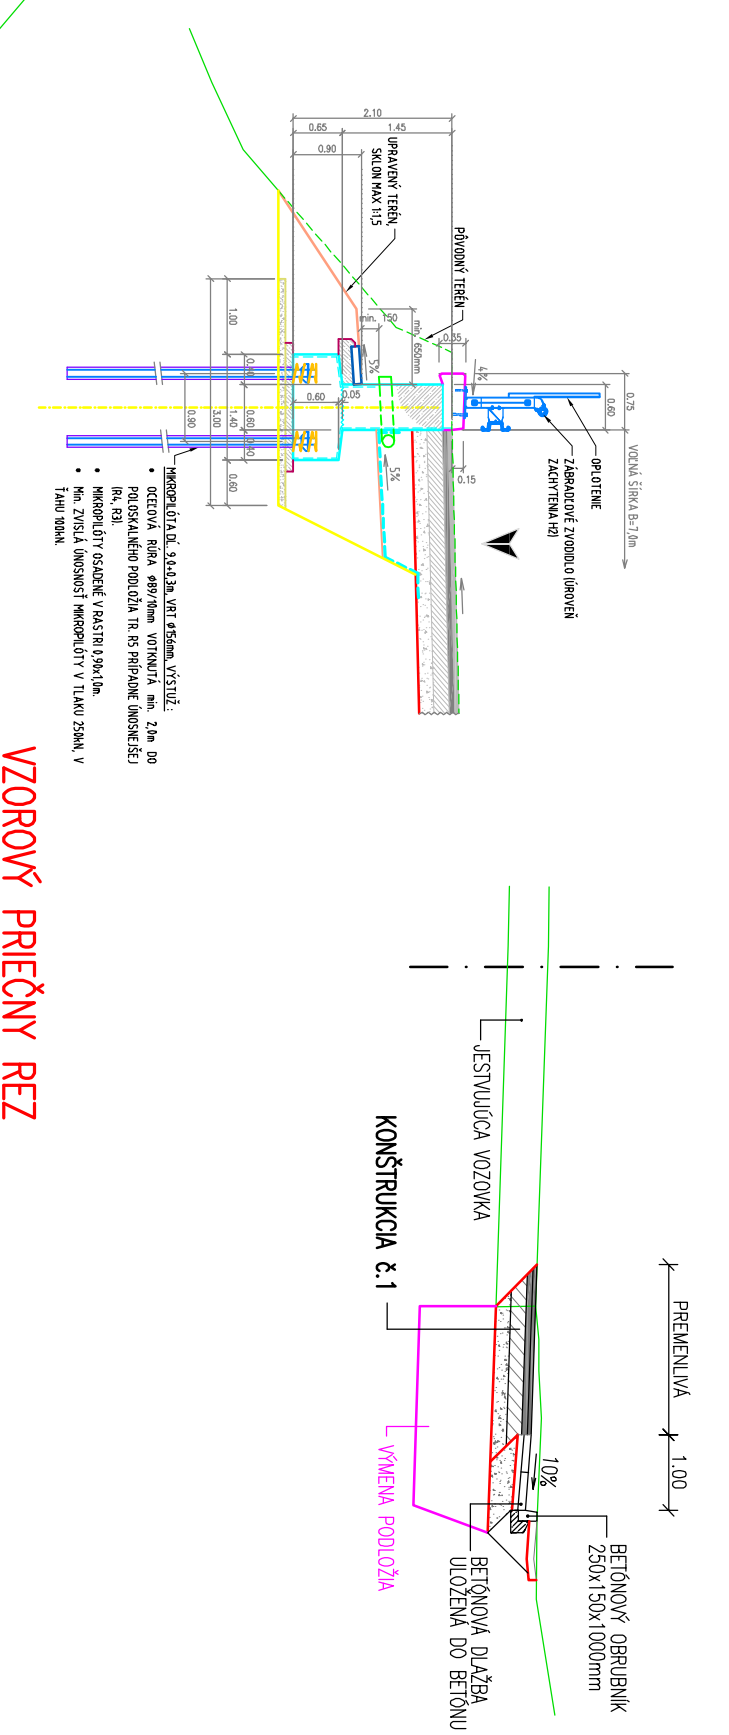 2.10
0.65
1.45
0.90
UPRAVENÝ TERÉN,
SKLON MAX 1:1,5
PÔVODNÝ TERÉN
min. 150
min. 650mm
0.35
4%
5%
0.75
0.60
VOĽNÁ ŠÍRKA B=7,0m
OPLOTENIE
ZÁBRADĽOVÉ ZVODIDLO (ÚROVEŇ
ZACHYTENIA H2)
0.15
5%
0.60
0.05
1.00
0.60
1.40
3.00
0.90
0.60
MIKROPILÓTA DĹ. 9,0+0,3m, VRT ø156mm, VÝSTUŽ :
• OCEĽOVÁ RÚRA ø89/10mm VOTKNUTÁ min. 2,0m DO
POLOSKALNÉHO PODLOŽIA TR. R5 PRÍPADNE ÚNOSNEJŠEJ
(R4, R3).
• MIKROPILÓTY OSADENÉ V RASTRI 0,90x1,0m.
• Min. ZVISLÁ ÚNOSNOSŤ MIKROPILÓTY V TLAKU 250kN, V
ŤAHU 100kN.
VZOROVÝ PRIEČNY REZ
JESTVUJÚCA VOZOVKA
KONŠTRUKCIA č.1
PREMENLIVÁ
1.00
10%
VÝMENA PODLOŽIA
BETÓNOVÝ OBRUBNÍK
250x150x1000mm
BETÓNOVÁ DLAŽBA
ULOŽENÁ DO BETÓNU